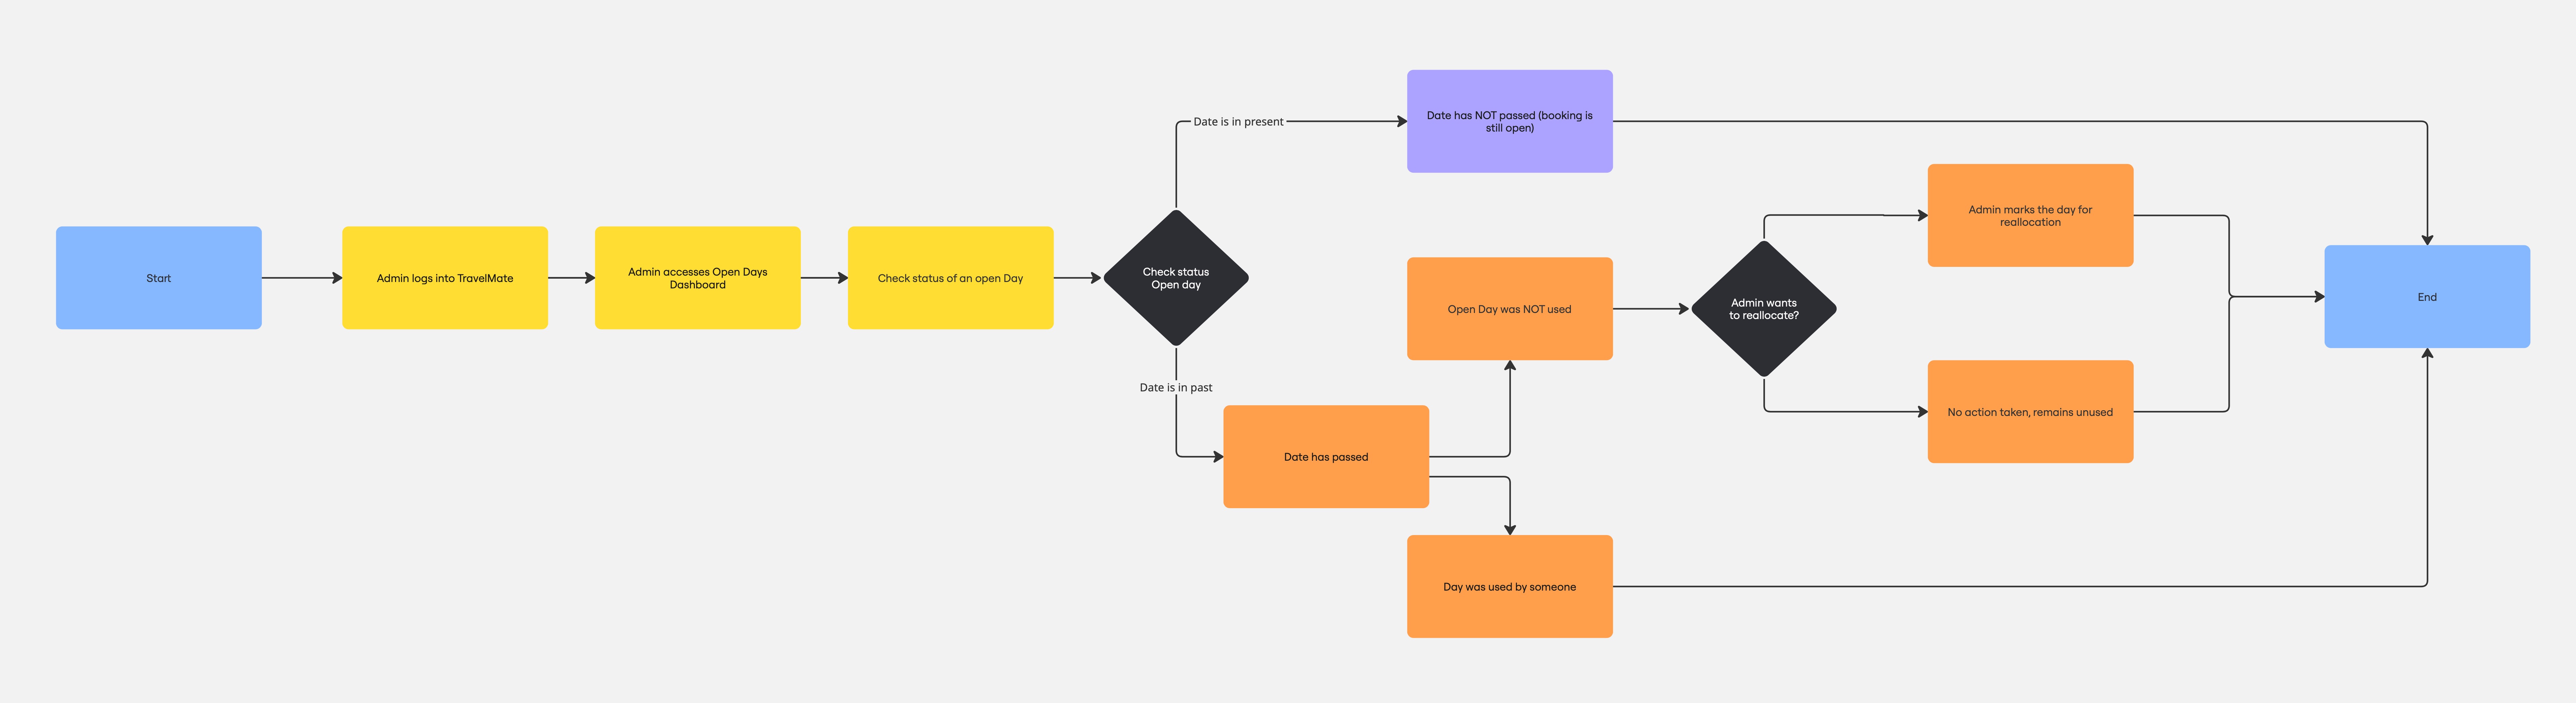 Start
Admin logs into TravelMate
Admin accesses Open Days
Dashboard
Check status of an open Day
Check status
Open day
Date is in present
Date has NOT passed (booking is
still open)
Date is in past
Date has passed
Open Day was NOT used
Day was used by someone
Admin wants
to reallocate?
Admin marks the day for
reallocation
No action taken, remains unused
End